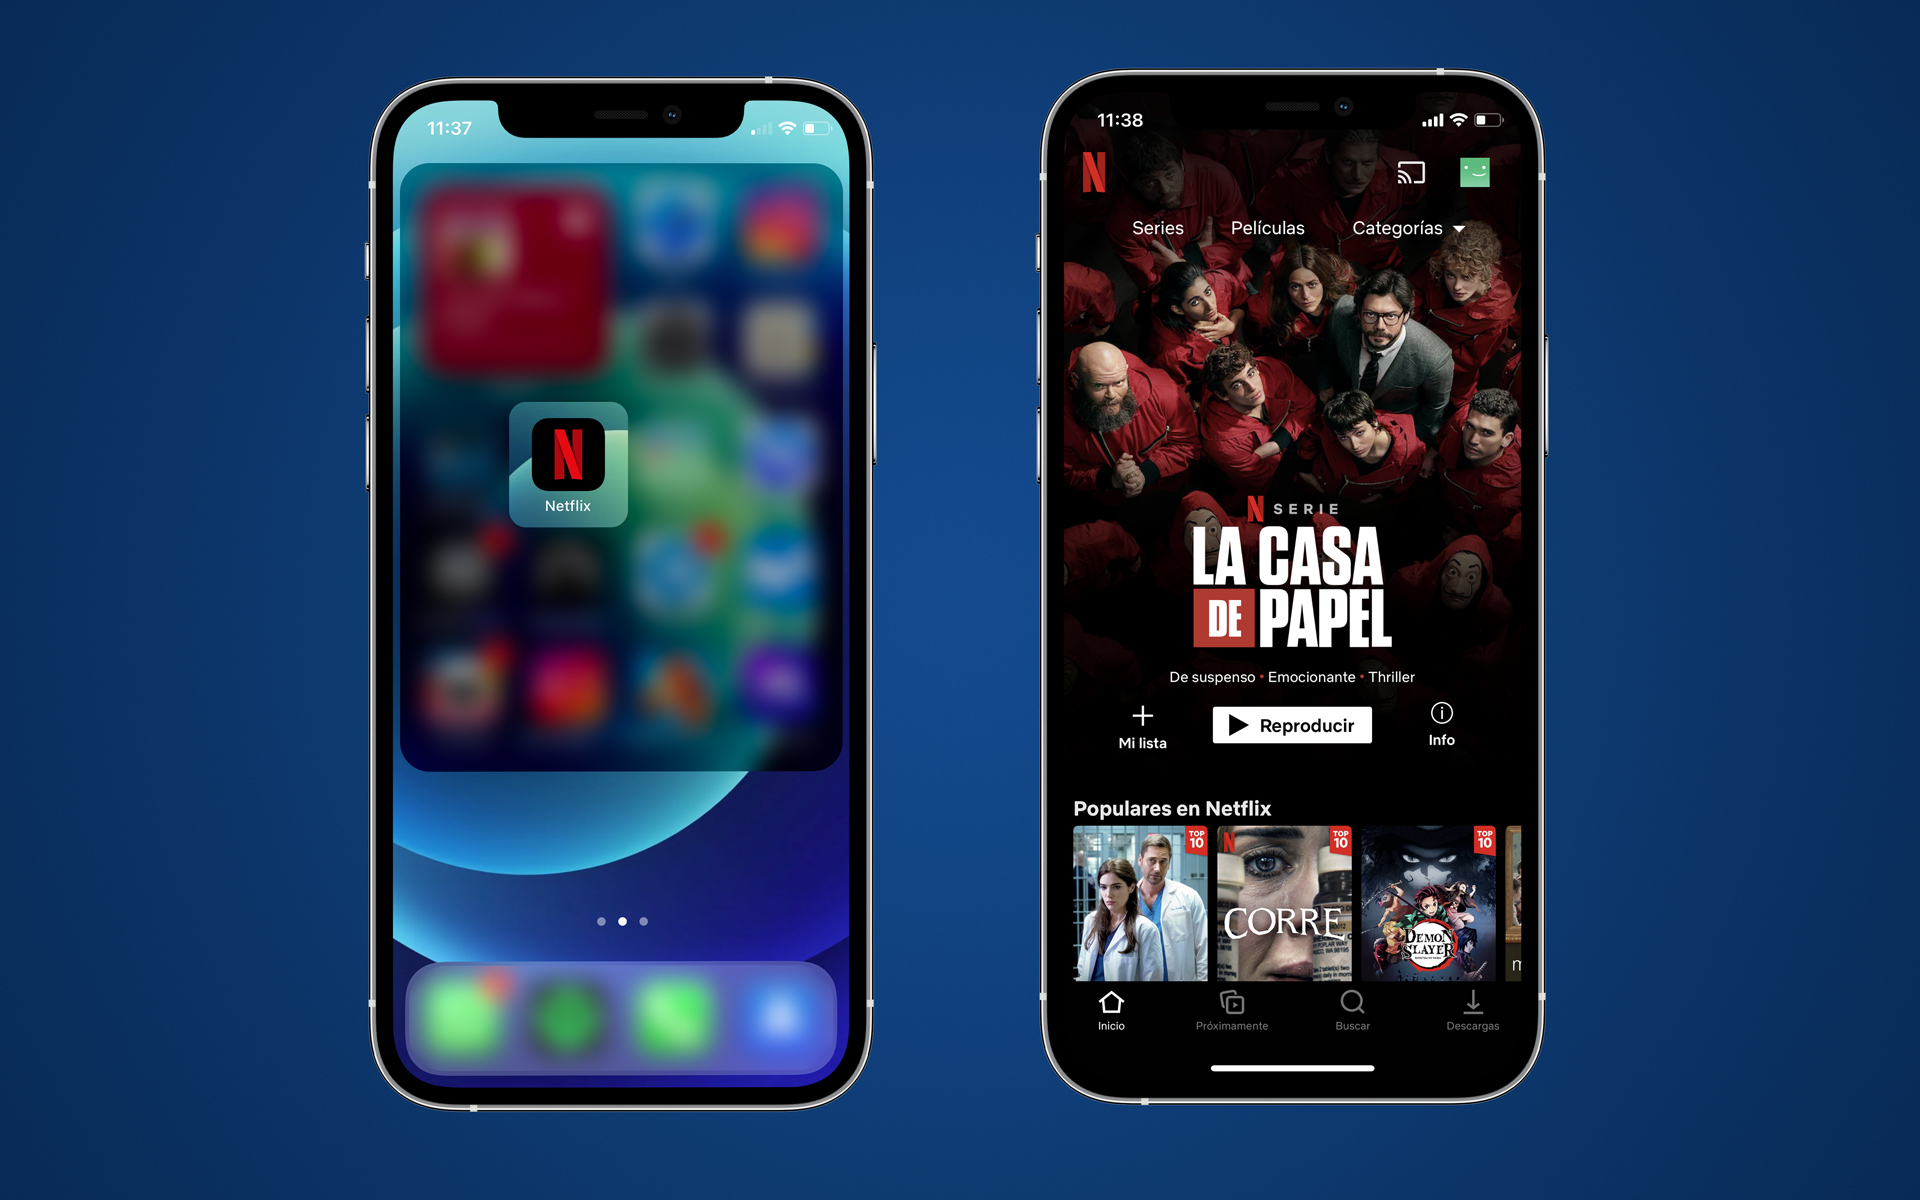 11:37
Netflix
11:38
N
Series Películas Categorías
N SERIE
LA CASA
DE PAPEL
De suspenso • Emocionante • Thriller
Mi lista
Reproducir
Info
Populares en Netflix
TOP
10
TOP
10
TOP
10
CORRE
DEMON
SLAYER
Inicio Próximamente Buscar Descargas